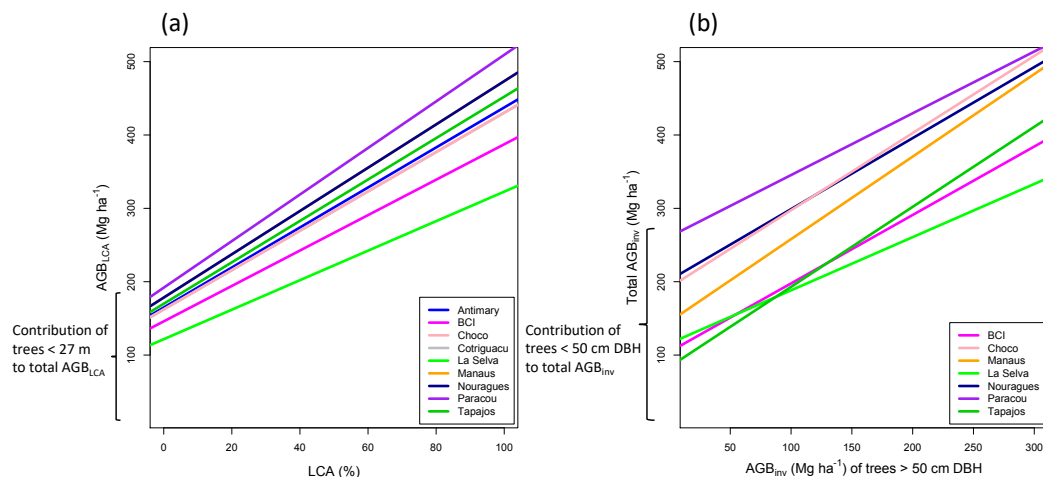 (a)
500
400
300
200
100
AGB_LCA (Mg ha⁻¹)
Contribution of
trees < 27 m
to total AGB_LCA
0
20
40
60
80
100
LCA (%)
Antimary
BCI
Choco
Cotriguacu
La Selva
Manaus
Nouragues
Paracou
Tapajos
(b)
500
400
300
200
100
Total AGB_inv (Mg ha⁻¹)
Contribution of
trees < 50 cm DBH
to total AGB_inv
50
100
150
200
250
300
AGB_inv (Mg ha⁻¹) of trees > 50 cm DBH
BCI
Choco
Manaus
La Selva
Nouragues
Paracou
Tapajos